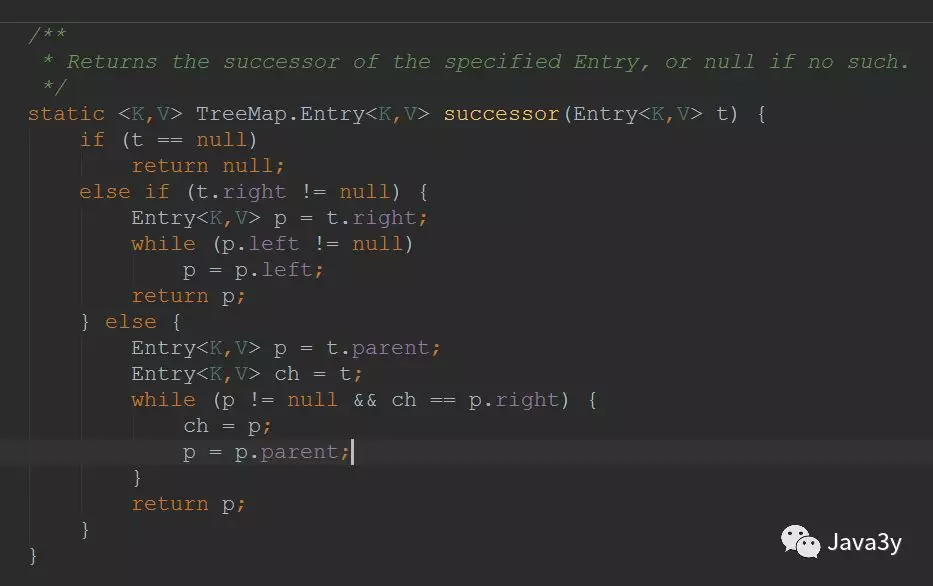 /**
 * Returns the successor of the specified Entry, or null if no such.
 */
static <K,V> TreeMap.Entry<K,V> successor(Entry<K,V> t) {
    if (t == null)
        return null;
    else if (t.right != null) {
        Entry<K,V> p = t.right;
        while (p.left != null)
            p = p.left;
        return p;
    } else {
        Entry<K,V> p = t.parent;
        Entry<K,V> ch = t;
        while (p != null && ch == p.right) {
            ch = p;
            p = p.parent;
        }
        return p;
    }
}
Java3y